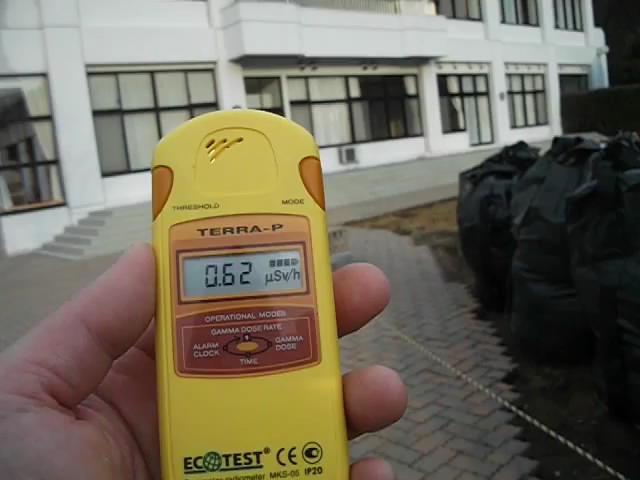 THRESHOLD MODE
TERRA-P
0.62 µSv/h
OPERATIONAL MODES
GAMMA DOSE RATE
ALARM CLOCK
GAMMA DOSE
TIME
ECOTEST® CE IP20
radiometer MKS-05